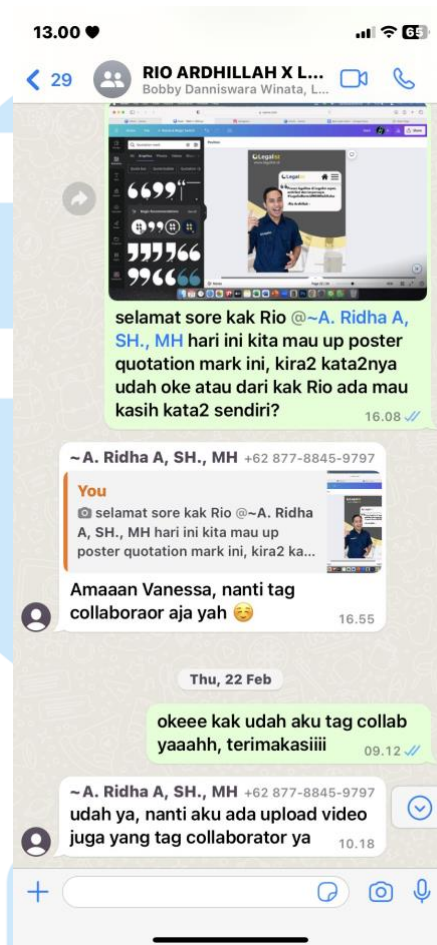 13.00
65
29
RIO ARDHILLAH X L...
Bobby Danniswara Winata, L...
Legal
selamat sore kak Rio @~A. Ridha A,
SH., MH hari ini kita mau up poster
quotation mark ini, kira2 kata2nya
udah oke atau dari kak Rio ada mau
kasih kata2 sendiri?
16.08
~A. Ridha A, SH., MH +62 877-8845-9797
You
selamat sore kak Rio @~A. Ridha
A, SH., MH hari ini kita mau up
poster quotation mark ini, kira2 ka...
Amaaan Vanessa, nanti tag
collaboraor aja yah ☺️
16.55
Thu, 22 Feb
okeee kak udah aku tag collab
yaaahh, terimakasiiii
09.12
~A. Ridha A, SH., MH +62 877-8845-9797
udah ya, nanti aku ada upload video
juga yang tag collaborator ya
10.18